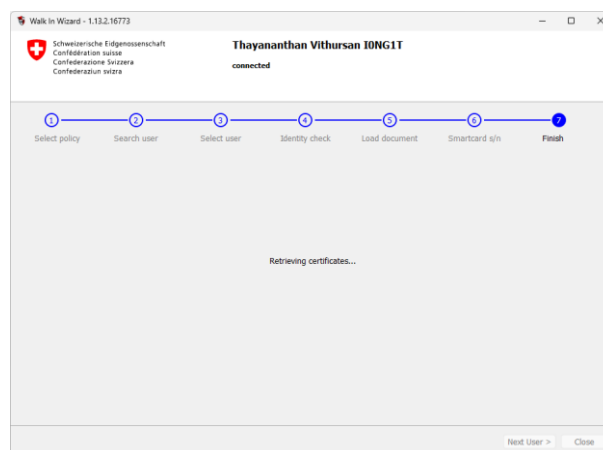 Walk In Wizard - 1.13.2.16773
Schweizerische Eidgenossenschaft
Confédération suisse
Confederazione Svizzera
Confederaziun svizra
Thayananthan Vithursan I0NG1T
connected
1 2 3 4 5 6 7
Select policy Search user Select user Identity check Load document Smartcard s/n Finish
Retrieving certificates...
Next User > Close